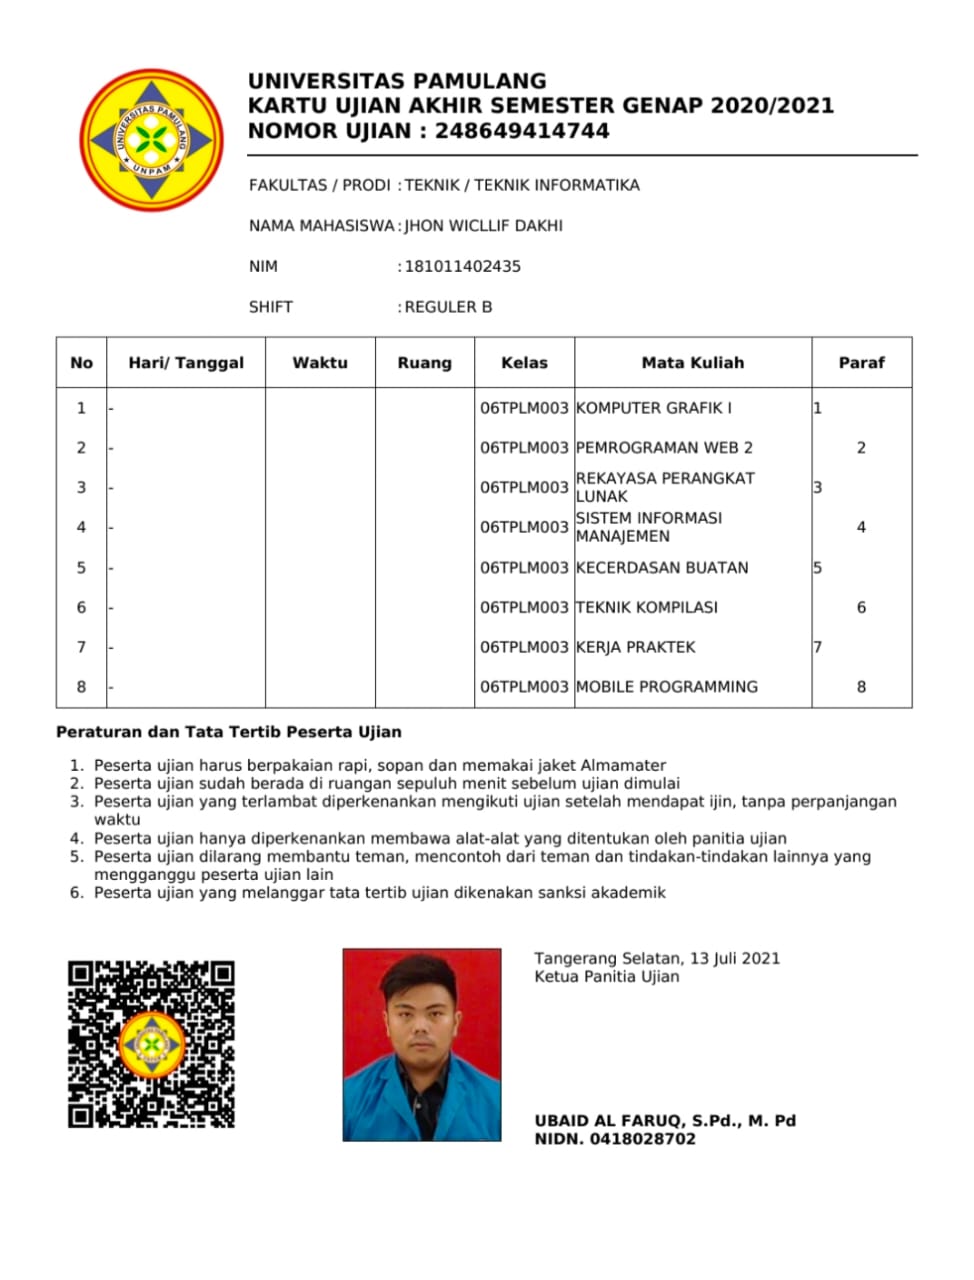 UNIVERSITAS PAMULANG
KARTU UJIAN AKHIR SEMESTER GENAP 2020/2021
NOMOR UJIAN : 248649414744
UNIVERSITAS PAMULANG
★ UNPAM ★
FAKULTAS / PRODI : TEKNIK / TEKNIK INFORMATIKA
NAMA MAHASISWA : JHON WICLLIF DAKHI
NIM : 181011402435
SHIFT : REGULER B
No Hari/ Tanggal Waktu Ruang Kelas Mata Kuliah Paraf
1 - 06TPLM003 KOMPUTER GRAFIK I 1
2 - 06TPLM003 PEMROGRAMAN WEB 2 2
3 - 06TPLM003 REKAYASA PERANGKAT LUNAK 3
4 - 06TPLM003 SISTEM INFORMASI MANAJEMEN 4
5 - 06TPLM003 KECERDASAN BUATAN 5
6 - 06TPLM003 TEKNIK KOMPILASI 6
7 - 06TPLM003 KERJA PRAKTEK 7
8 - 06TPLM003 MOBILE PROGRAMMING 8
Peraturan dan Tata Tertib Peserta Ujian
1. Peserta ujian harus berpakaian rapi, sopan dan memakai jaket Almamater
2. Peserta ujian sudah berada di ruangan sepuluh menit sebelum ujian dimulai
3. Peserta ujian yang terlambat diperkenankan mengikuti ujian setelah mendapat ijin, tanpa perpanjangan
waktu
4. Peserta ujian hanya diperkenankan membawa alat-alat yang ditentukan oleh panitia ujian
5. Peserta ujian dilarang membantu teman, mencontoh dari teman dan tindakan-tindakan lainnya yang
mengganggu peserta ujian lain
6. Peserta ujian yang melanggar tata tertib ujian dikenakan sanksi akademik
Tangerang Selatan, 13 Juli 2021
Ketua Panitia Ujian
UBAID AL FARUQ, S.Pd., M. Pd
NIDN. 0418028702